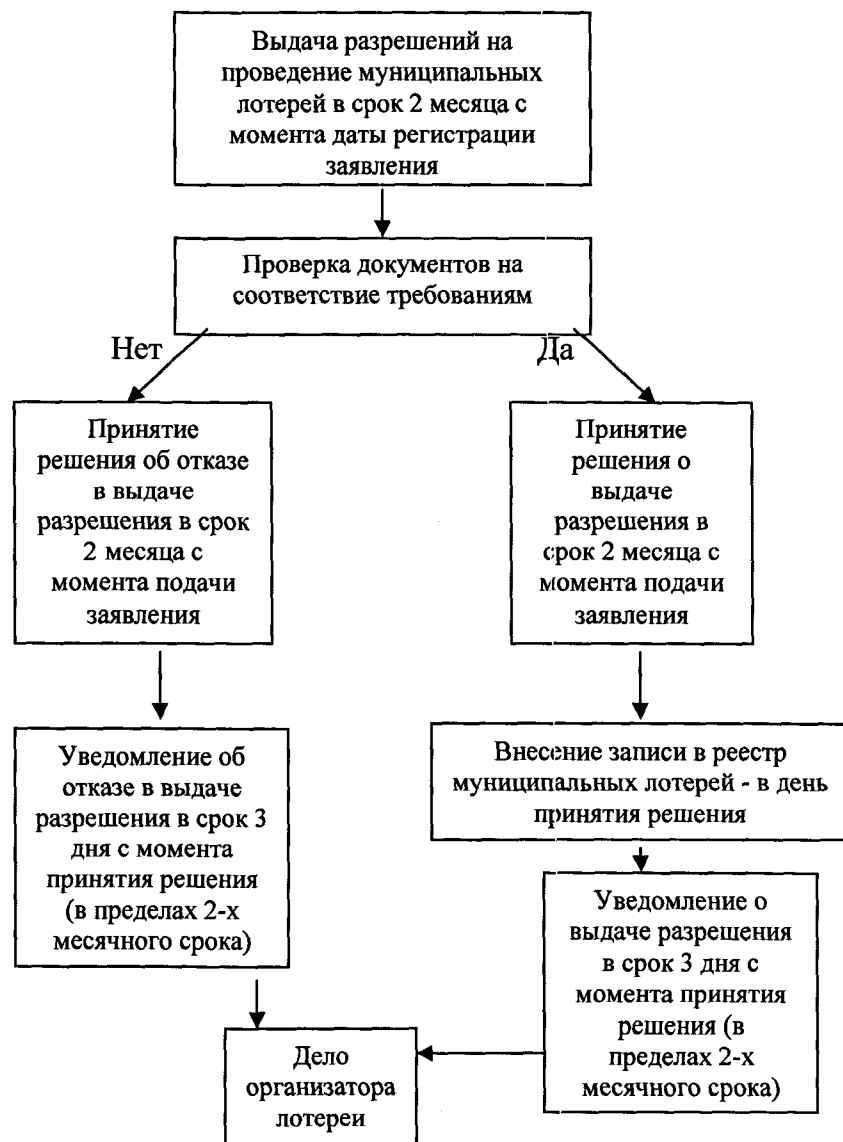 Выдача разрешений на
проведение муниципальных
лотерей в срок 2 месяца с
момента даты регистрации
заявления
Проверка документов на
соответствие требованиям
Нет
Да
Принятие
решения об отказе
в выдаче
разрешения в срок
2 месяца с
момента подачи
заявления
Принятие
решения о
выдаче
разрешения в
срок 2 месяца с
момента подачи
заявления
Уведомление об
отказе в выдаче
разрешения в срок 3
дня с момента
принятия решения
(в пределах 2-х
месячного срока)
Внесение записи в реестр
муниципальных лотерей - в день
принятия решения
Уведомление о
выдаче разрешения
в срок 3 дня с
момента принятия
решения (в
пределах 2-х
месячного срока)
Дело
организатора
лотереи